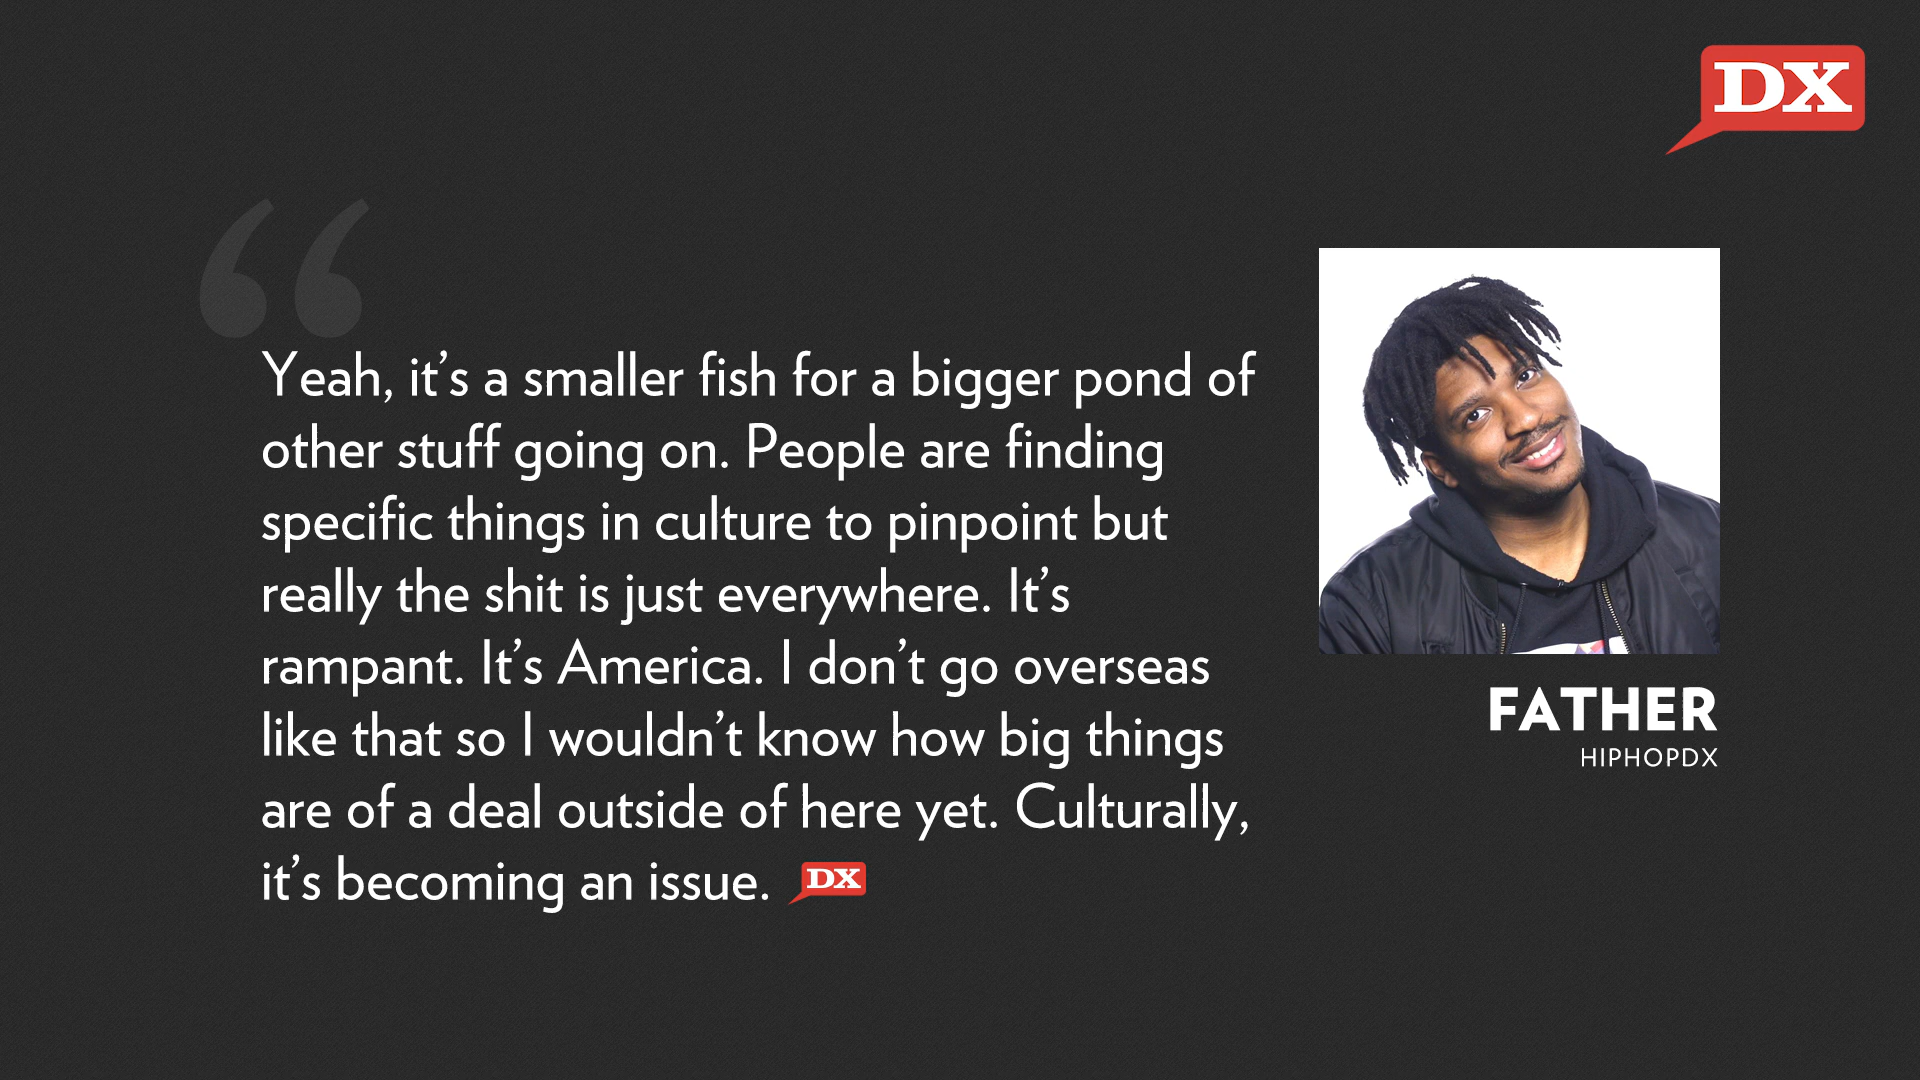 DX
“
Yeah, it’s a smaller fish for a bigger pond of
other stuff going on. People are finding
specific things in culture to pinpoint but
really the shit is just everywhere. It’s
rampant. It’s America. I don’t go overseas
like that so I wouldn’t know how big things
are of a deal outside of here yet. Culturally,
it’s becoming an issue. DX
FATHER
HIPHOPDX